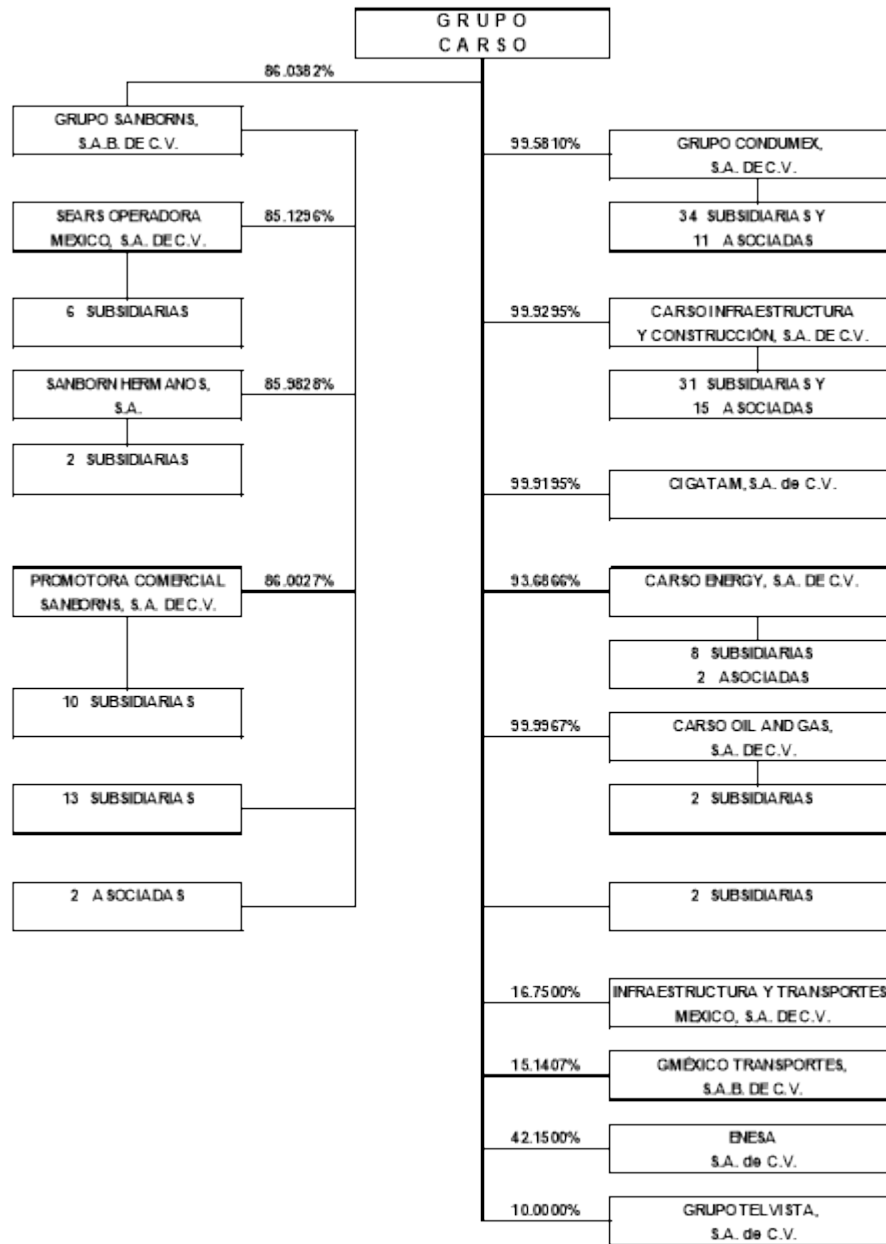 GRUPO
CARSO
86.0382%
GRUPO SANBORNS,
S.A.B. DE C.V.
SEARS OPERADORA
MEXICO, S.A. DE C.V.
85.1296%
6 SUBSIDIARIAS
SANBORN HERMANOS,
S.A.
85.9828%
2 SUBSIDIARIAS
PROMOTORA COMERCIAL
SANBORNS, S.A. DE C.V.
86.0027%
10 SUBSIDIARIAS
13 SUBSIDIARIAS
2 ASOCIADAS
99.5810%
GRUPO CONDUMEX,
S.A. DE C.V.
34 SUBSIDIARIAS Y
11 ASOCIADAS
99.9295%
CARSO INFRAESTRUCTURA
Y CONSTRUCCIÓN, S.A. DE C.V.
31 SUBSIDIARIAS Y
15 ASOCIADAS
99.9195%
CIGATAM, S.A. de C.V.
93.6866%
CARSO ENERGY, S.A. DE C.V.
8 SUBSIDIARIAS
2 ASOCIADAS
99.9967%
CARSO OIL AND GAS,
S.A. DE C.V.
2 SUBSIDIARIAS
2 SUBSIDIARIAS
16.7500%
INFRAESTRUCTURA Y TRANSPORTES
MEXICO, S.A. DE C.V.
15.1407%
GMÉXICO TRANSPORTES,
S.A.B. DE C.V.
42.1500%
ENESA
S.A. de C.V.
10.0000%
GRUPO TELVISTA,
S.A. de C.V.